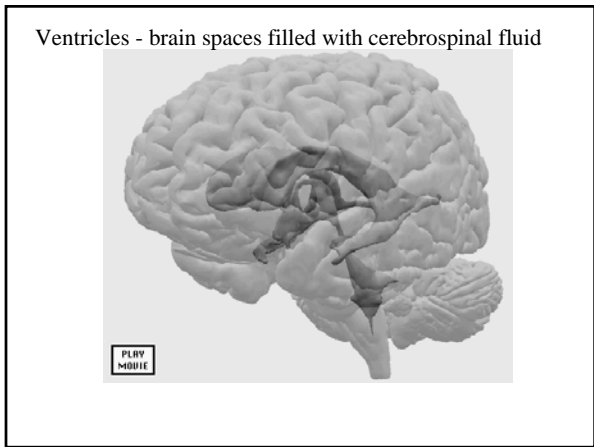 Ventricles - brain spaces filled with cerebrospinal fluid
PLAY
MOVIE